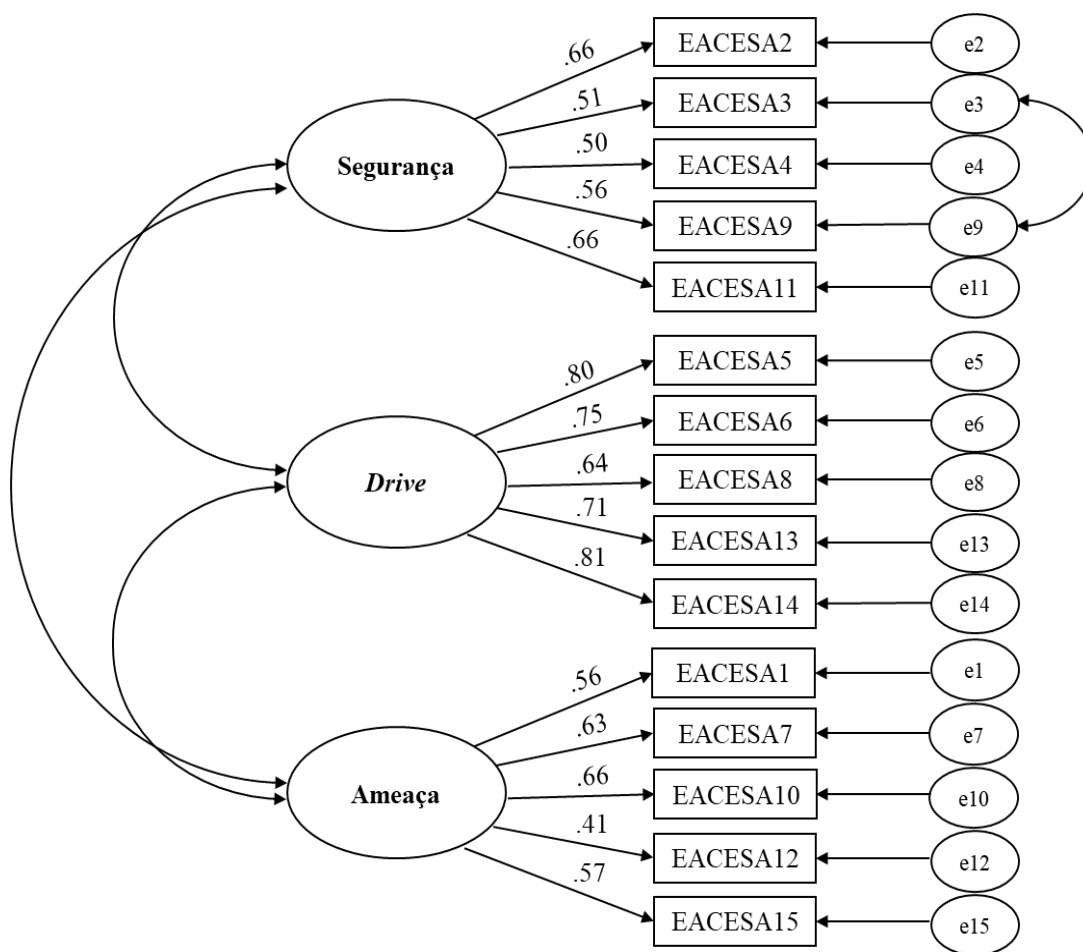 .66
EACESA2
e2
.51
EACESA3
e3
Segurança
.50
EACESA4
e4
.56
EACESA9
e9
.66
EACESA11
e11
.80
EACESA5
e5
.75
EACESA6
e6
Drive
.64
EACESA8
e8
.71
EACESA13
e13
.81
EACESA14
e14
.56
EACESA1
e1
.63
EACESA7
e7
Ameaça
.66
EACESA10
e10
.41
EACESA12
e12
.57
EACESA15
e15